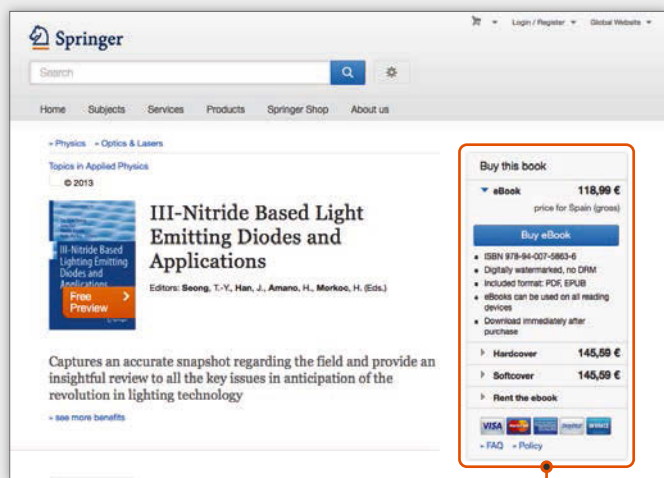 Login / Register
Global Website
Springer
Search
Home Subjects Services Products Springer Shop About us
» Physics » Optics & Lasers
Topics in Applied Physics
© 2013
III-Nitride Based
Lighting Emitting
Diodes and
Applications
Free
Preview
III-Nitride Based Light
Emitting Diodes and
Applications
Editors: Seong, T.-Y., Han, J., Amano, H., Morkoc, H. (Eds.)
Captures an accurate snapshot regarding the field and provide an
insightful review to all the key issues in anticipation of the
revolution in lighting technology
» see more benefits
Buy this book
eBook 118,99 €
price for Spain (gross)
Buy eBook
ISBN 978-94-007-5863-6
Digitally watermarked, no DRM
Included format: PDF, EPUB
eBooks can be used on all reading
devices
Download immediately after
purchase
Hardcover 145,59 €
Softcover 145,59 €
Rent the ebook
VISA
» FAQ » Policy